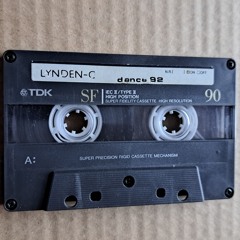 LYNDEN-C
dance 92
TDK
SF
IEC II/TYPE II
HIGH POSITION
SUPER FIDELITY CASSETTE HIGH RESOLUTION
90
A:
SUPER PRECISION RIGID CASSETTE MECHANISM